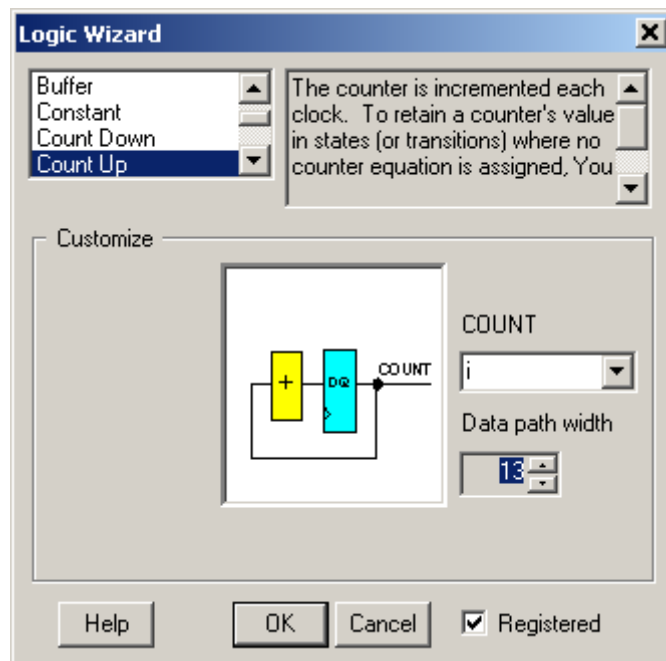 Logic Wizard
Buffer
Constant
Count Down
Count Up
The counter is incremented each
clock. To retain a counter's value
in states (or transitions) where no
counter equation is assigned, You
Customize
+
DQ
COUNT
COUNT
i
Data path width
13
Help
OK
Cancel
Registered